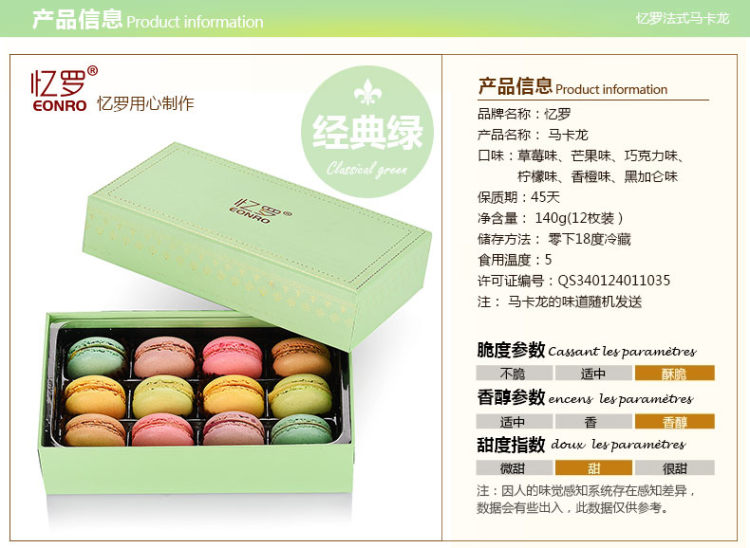 产品信息 Product information
忆罗法式马卡龙
忆罗®
EONRO 忆罗用心制作
经典绿
Classical green
忆罗®
EONRO
产品信息 Product information
品牌名称：忆罗
产品名称： 马卡龙
口味：草莓味、芒果味、巧克力味、
柠檬味、香橙味、黑加仑味
保质期：45天
净含量： 140g(12枚装 )
储存方法： 零下18度冷藏
食用温度：5
许可证编号：QS340124011035
注： 马卡龙的味道随机发送
脆度参数 Cassant les paramètres
不脆 适中 酥脆
香醇参数 encens les paramètres
适中 香 香醇
甜度指数 doux les paramètres
微甜 甜 很甜
注：因人的味觉感知系统存在感知差异，
数据会有些出入，此数据仅供参考。